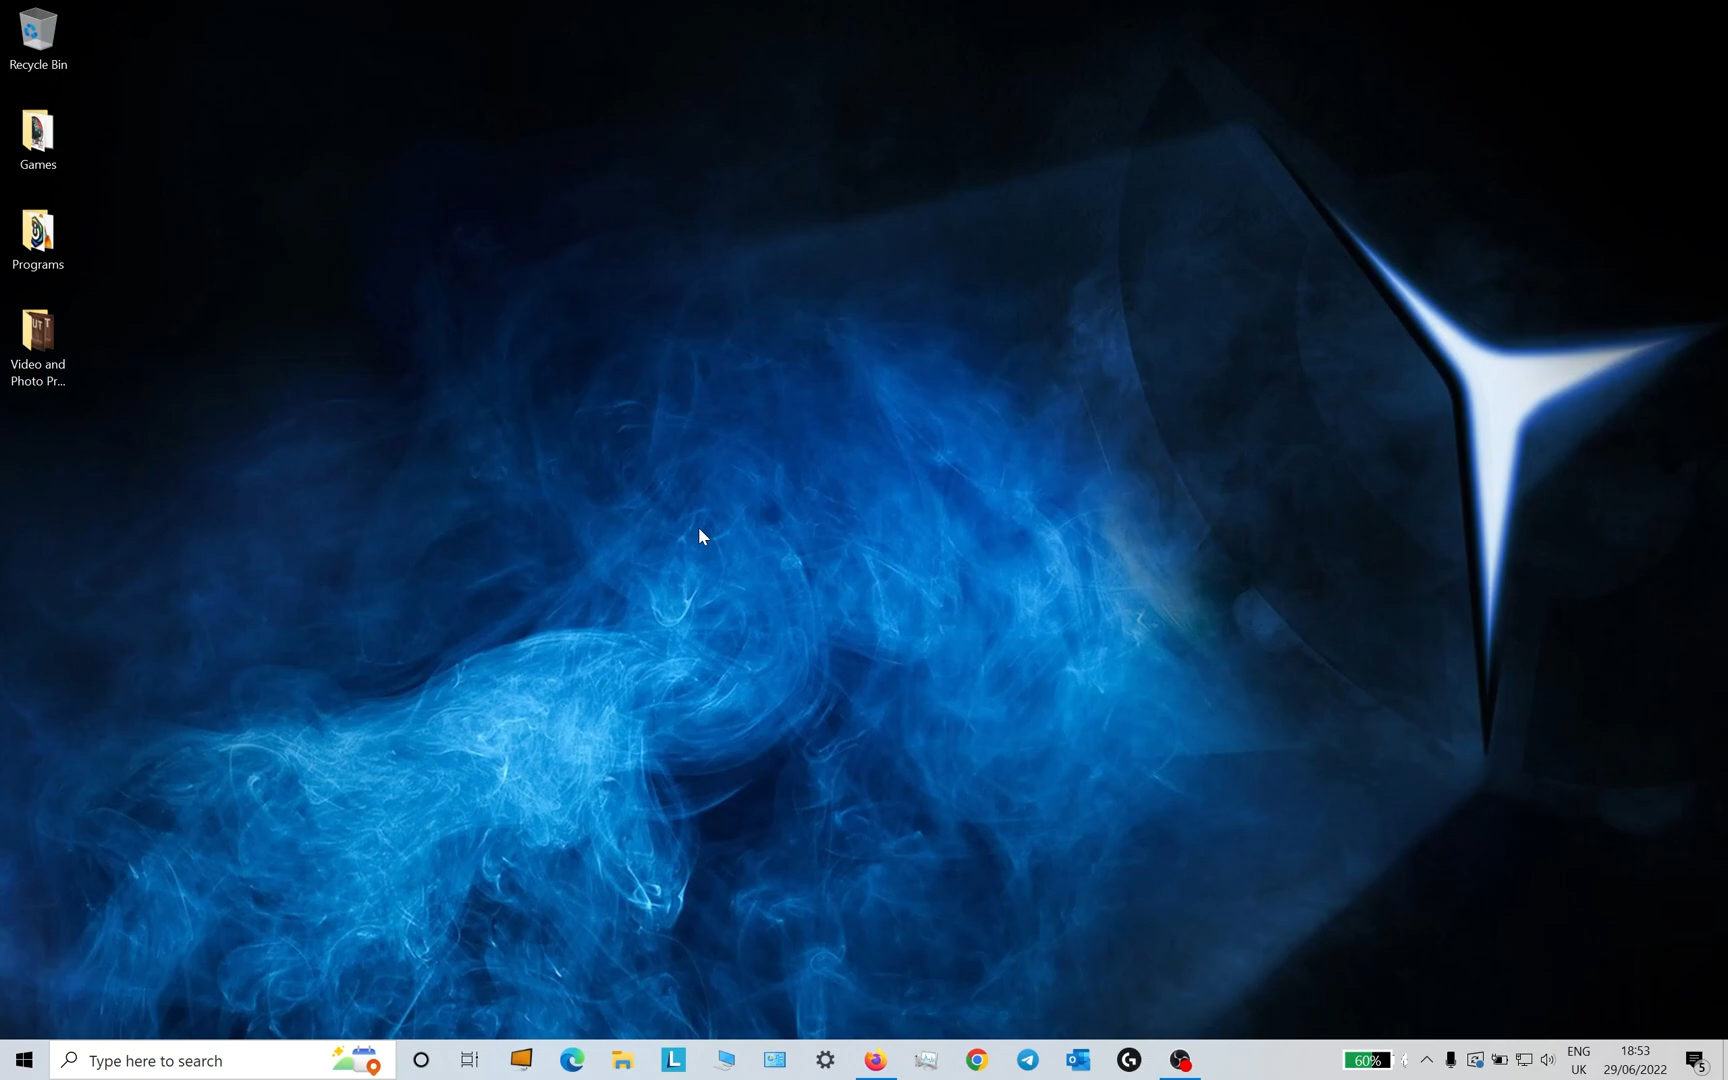 Recycle Bin
Games
Programs
Video and
Photo Pr...
Type here to search
L
60%
ENG
UK
18:53
29/06/2022
5